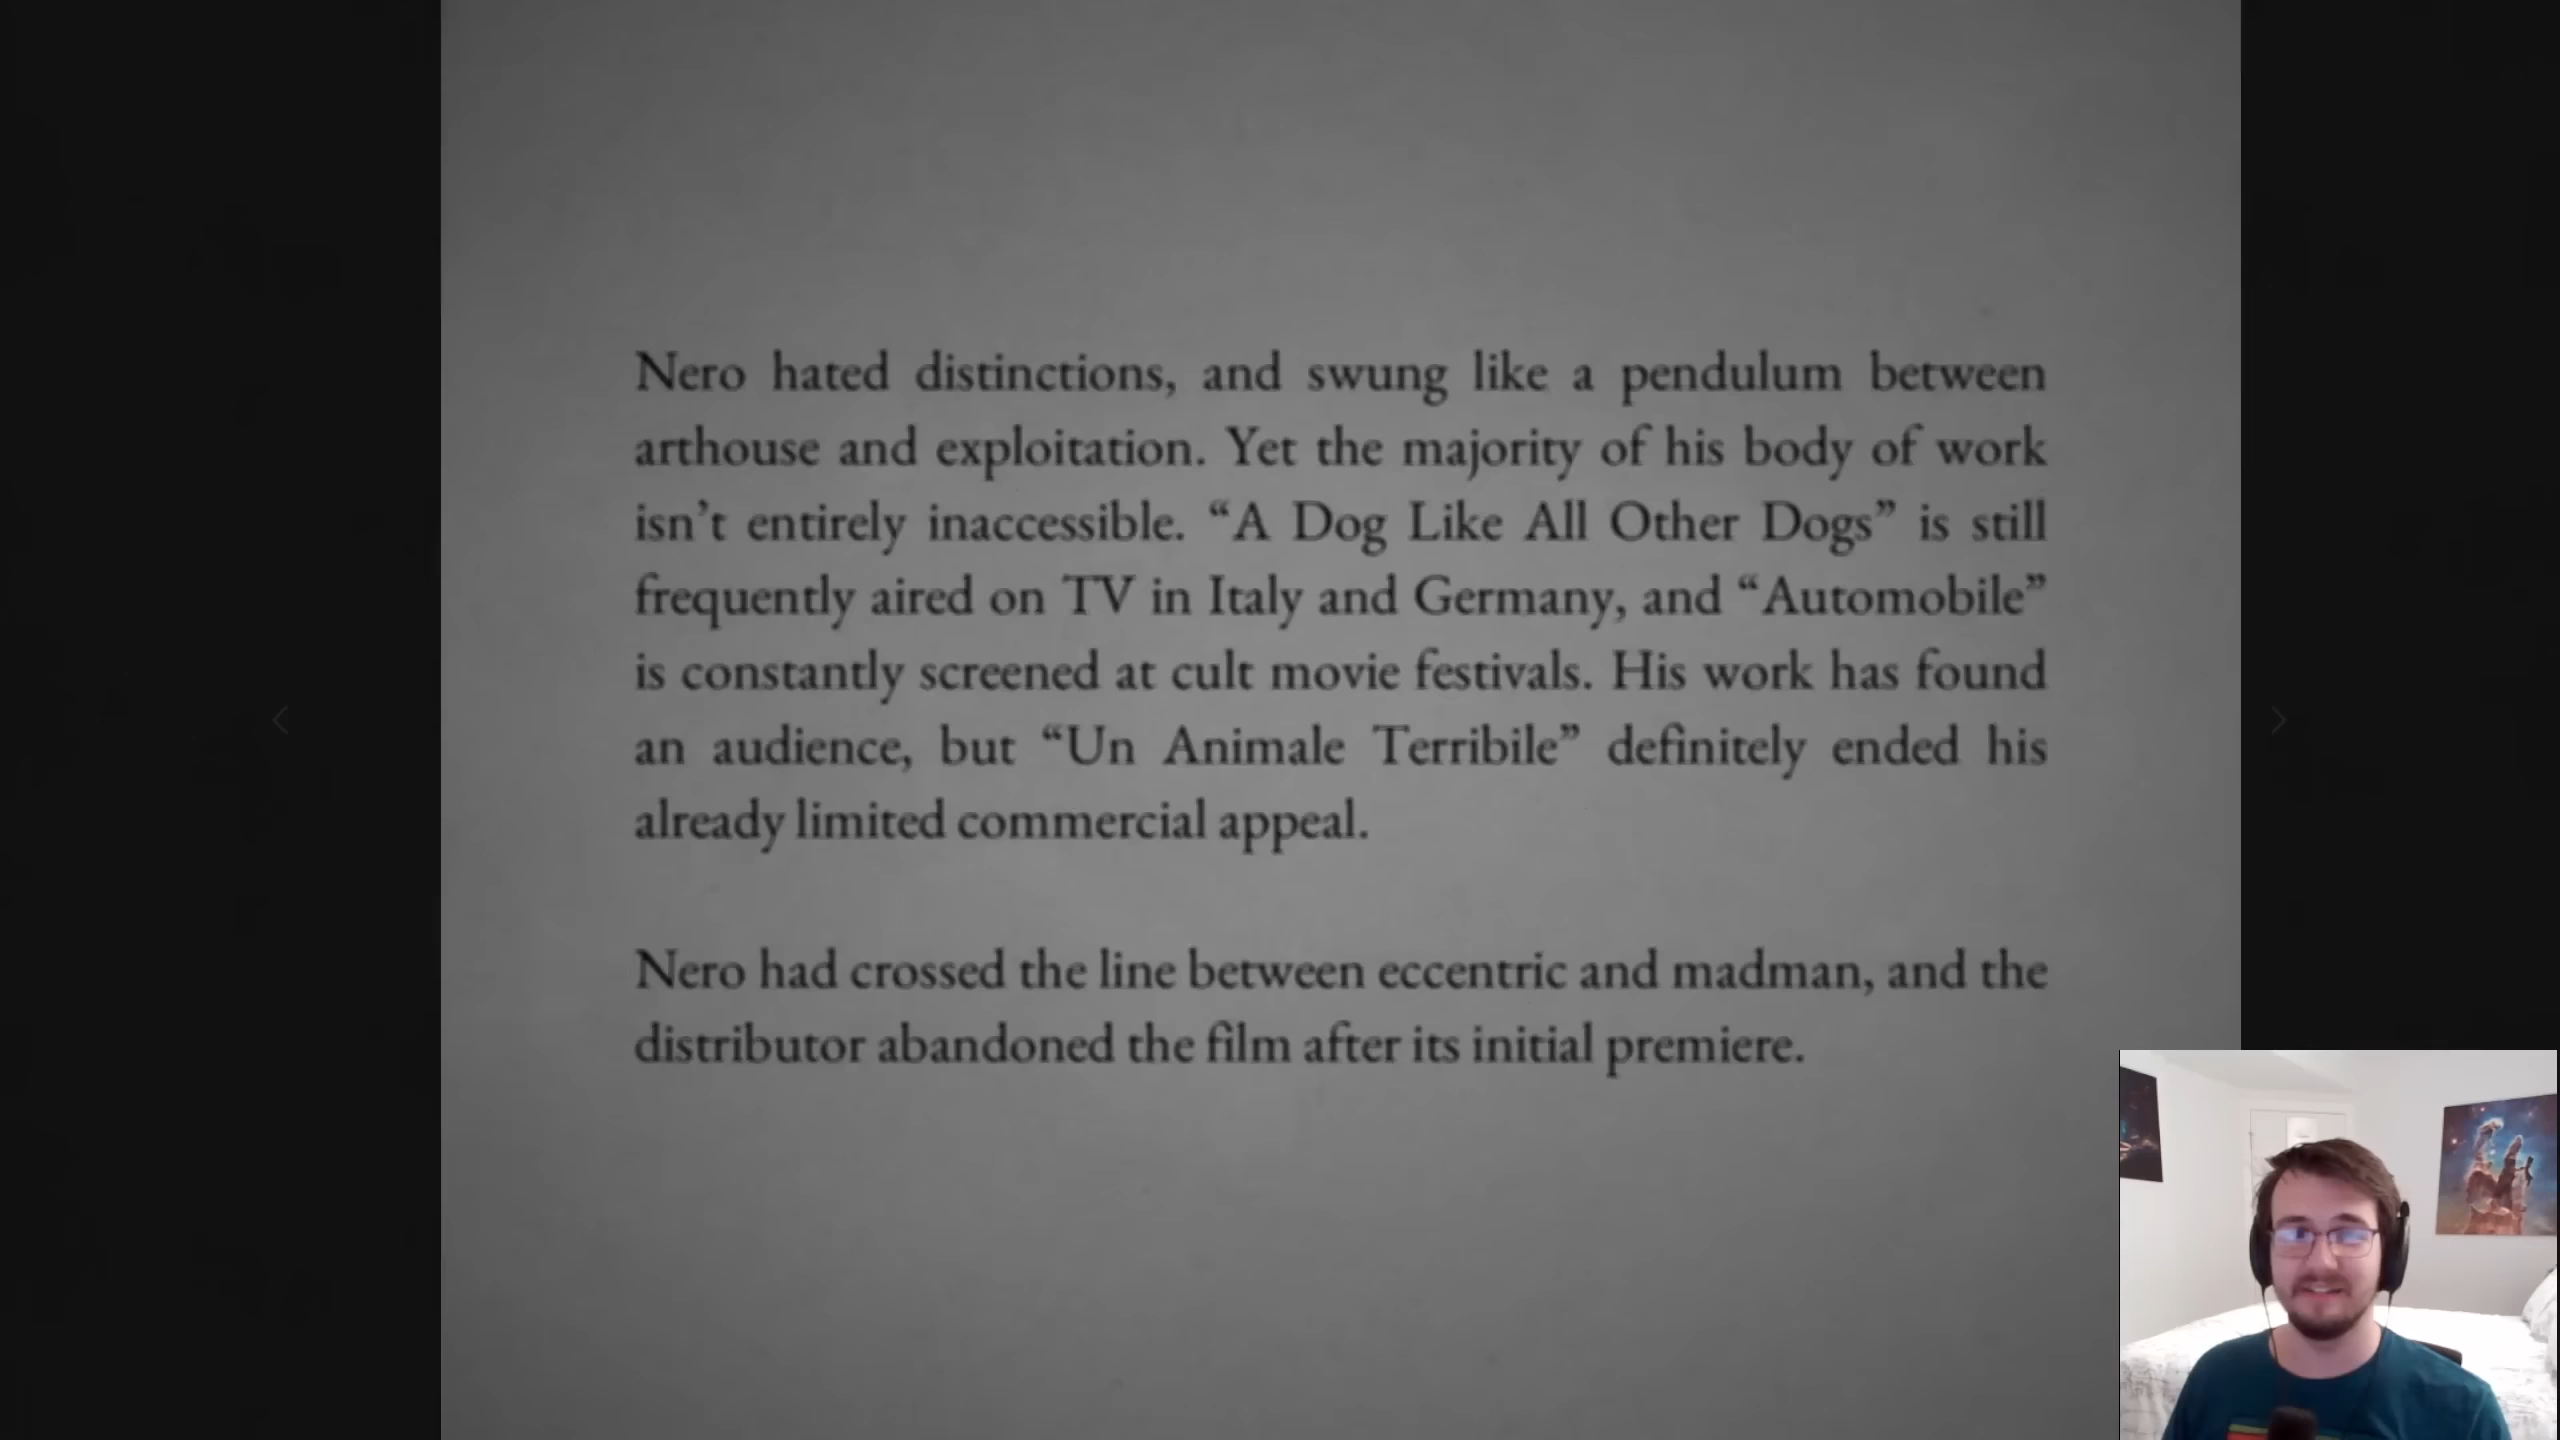 Nero hated distinctions, and swung like a pendulum between
arthouse and exploitation. Yet the majority of his body of work
isn’t entirely inaccessible. “A Dog Like All Other Dogs” is still
frequently aired on TV in Italy and Germany, and “Automobile”
is constantly screened at cult movie festivals. His work has found
an audience, but “Un Animale Terribile” definitely ended his
already limited commercial appeal.
Nero had crossed the line between eccentric and madman, and the
distributor abandoned the film after its initial premiere.